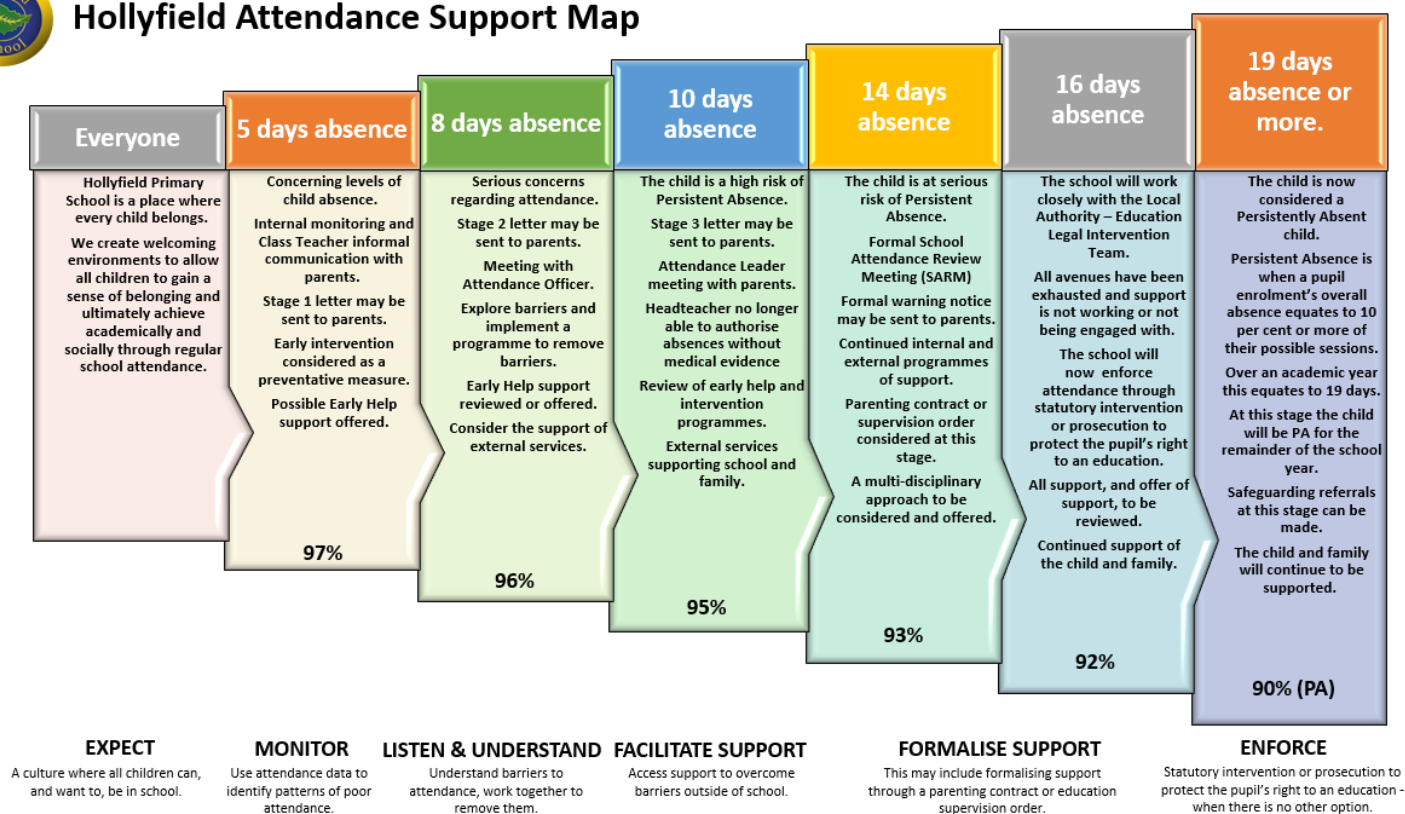 Hollyfield Attendance Support Map
hool
Everyone
Hollyfield Primary
School is a place where
every child belongs.
We create welcoming
environments to allow
all children to gain a
sense of belonging and
ultimately achieve
academically and
socially through regular
school attendance.
5 days absence
Concerning levels of
child absence.
Internal monitoring and
Class Teacher informal
communication with
parents.
Stage 1 letter may be
sent to parents.
Early intervention
considered as a
preventative measure.
Possible Early Help
support offered.
97%
8 days absence
Serious concerns
regarding attendance.
Stage 2 letter may be
sent to parents.
Meeting with
Attendance Officer.
Explore barriers and
implement a
programme to remove
barriers.
Early Help support
reviewed or offered.
Consider the support of
external services.
96%
10 days
absence
The child is a high risk of
Persistent Absence.
Stage 3 letter may be
sent to parents.
Attendance Leader
meeting with parents.
Headteacher no longer
able to authorise
absences without
medical evidence
Review of early help and
intervention
programmes.
External services
supporting school and
family.
95%
14 days
absence
The child is at serious
risk of Persistent
Absence.
Formal School
Attendance Review
Meeting (SARM)
Formal warning notice
may be sent to parents.
Continued internal and
external programmes
of support.
Parenting contract or
supervision order
considered at this
stage.
A multi-disciplinary
approach to be
considered and offered.
93%
16 days
absence
The school will work
closely with the Local
Authority – Education
Legal Intervention
Team.
All avenues have been
exhausted and support
is not working or not
being engaged with.
The school will
now enforce
attendance through
statutory intervention
or prosecution to
protect the pupil's right
to an education.
All support, and offer of
support, to be
reviewed.
Continued support of
the child and family.
92%
19 days
absence or
more.
The child is now
considered a
Persistently Absent
child.
Persistent Absence is
when a pupil
enrolment's overall
absence equates to 10
per cent or more of
their possible sessions.
Over an academic year
this equates to 19 days.
At this stage the child
will be PA for the
remainder of the school
year.
Safeguarding referrals
at this stage can be
made.
The child and family
will continue to be
supported.
90% (PA)
EXPECT
A culture where all children can,
and want to, be in school.
MONITOR
Use attendance data to
identify patterns of poor
attendance.
LISTEN & UNDERSTAND
Understand barriers to
attendance, work together to
remove them.
FACILITATE SUPPORT
Access support to overcome
barriers outside of school.
FORMALISE SUPPORT
This may include formalising support
through a parenting contract or education
supervision order.
ENFORCE
Statutory intervention or prosecution to
protect the pupil's right to an education -
when there is no other option.